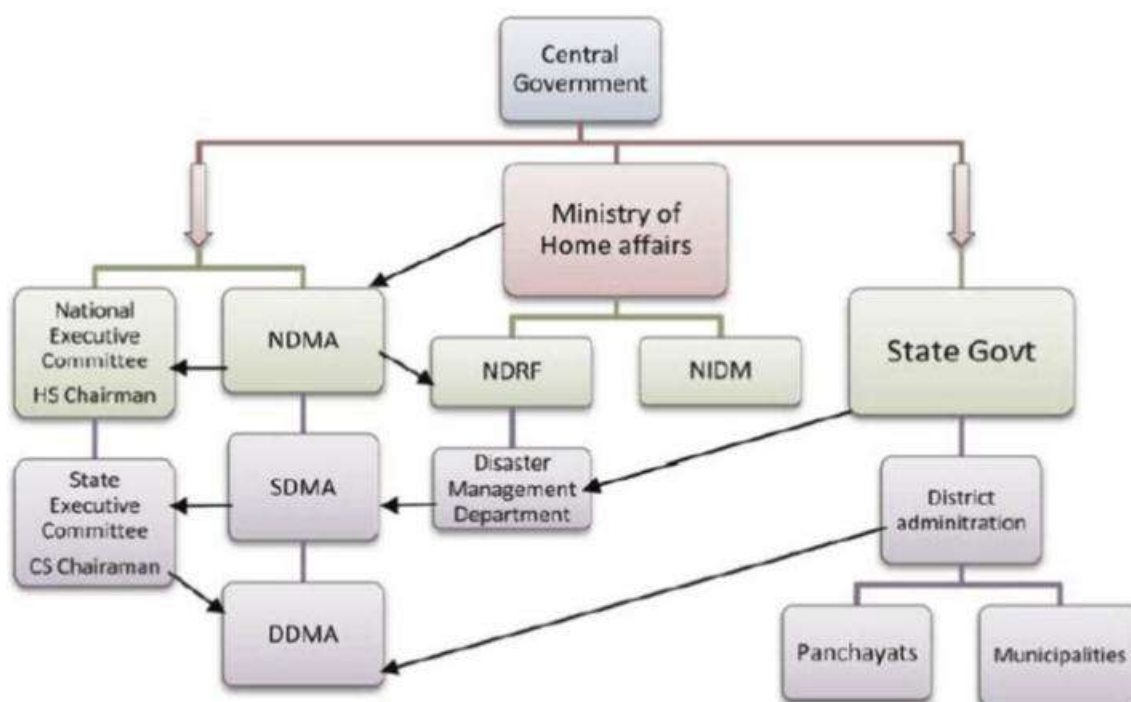 Central
Government
Ministry of
Home affairs
National
Executive
Committee
HS Chairman
NDMA
NDRF
NIDM
State Govt
State
Executive
Committee
CS Chairaman
SDMA
Disaster
Management
Department
District
adminitration
DDMA
Panchayats
Municipalities